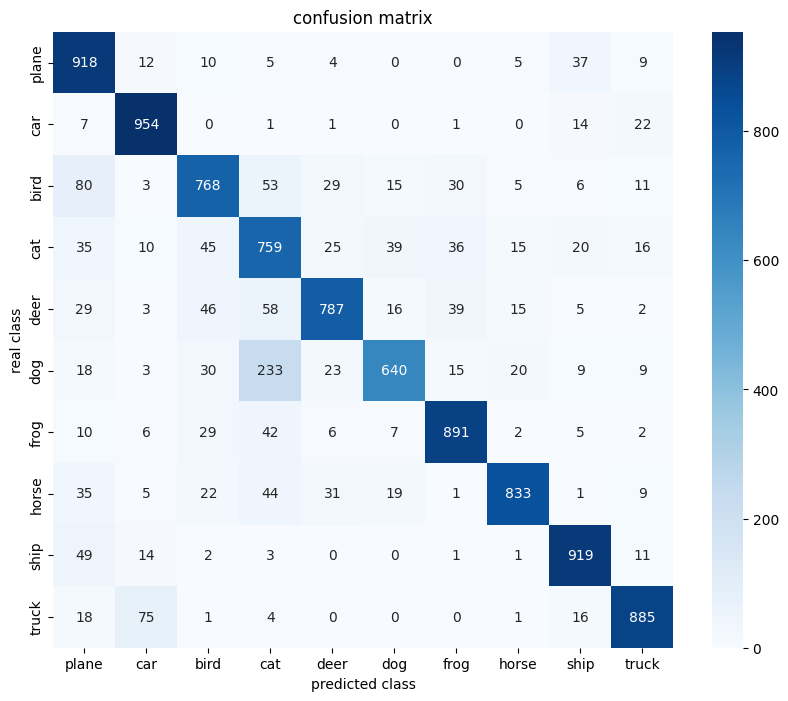 confusion matrix
plane 918 12 10 5 4 0 0 5 37 9
car 7 954 0 1 1 0 1 0 14 22
bird 80 3 768 53 29 15 30 5 6 11
cat 35 10 45 759 25 39 36 15 20 16
deer 29 3 46 58 787 16 39 15 5 2
dog 18 3 30 233 23 640 15 20 9 9
frog 10 6 29 42 6 7 891 2 5 2
horse 35 5 22 44 31 19 1 833 1 9
ship 49 14 2 3 0 0 1 1 919 11
truck 18 75 1 4 0 0 0 1 16 885
plane car bird cat deer dog frog horse ship truck
predicted class
real class
800
600
400
200
0